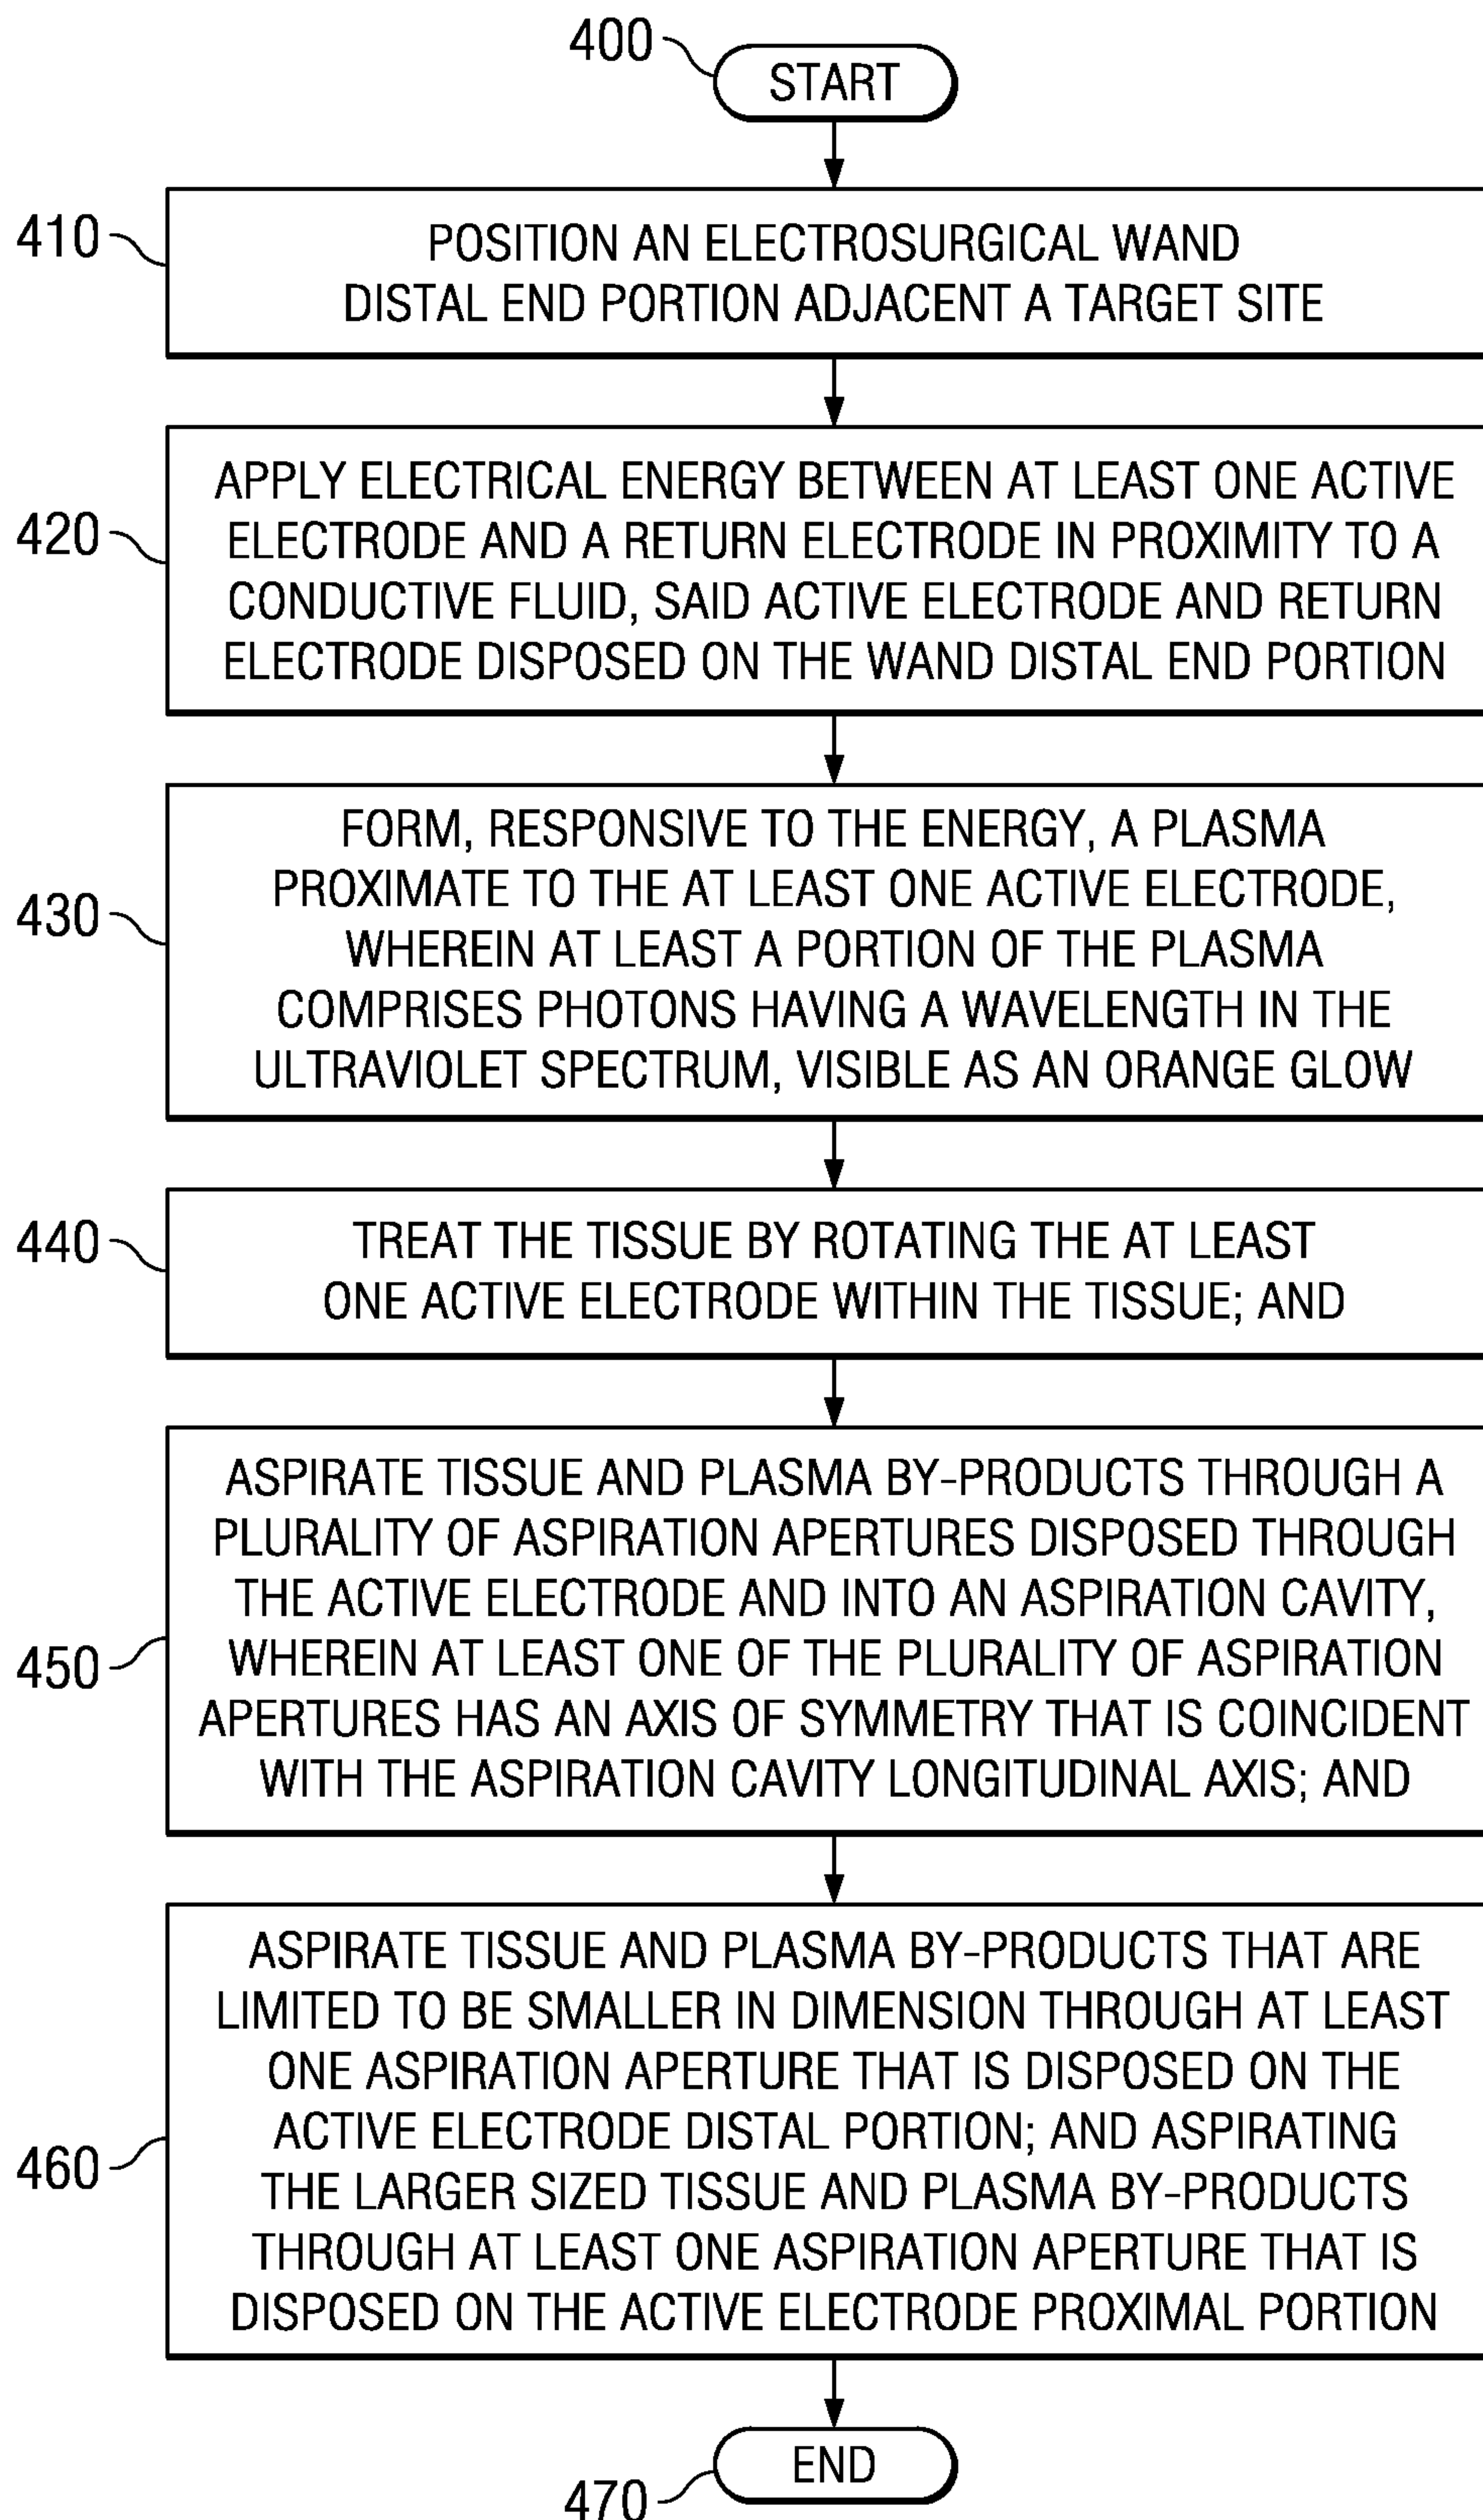 400
START
410
POSITION AN ELECTROSURGICAL WAND
DISTAL END PORTION ADJACENT A TARGET SITE
420
APPLY ELECTRICAL ENERGY BETWEEN AT LEAST ONE ACTIVE
ELECTRODE AND A RETURN ELECTRODE IN PROXIMITY TO A
CONDUCTIVE FLUID, SAID ACTIVE ELECTRODE AND RETURN
ELECTRODE DISPOSED ON THE WAND DISTAL END PORTION
430
FORM, RESPONSIVE TO THE ENERGY, A PLASMA
PROXIMATE TO THE AT LEAST ONE ACTIVE ELECTRODE,
WHEREIN AT LEAST A PORTION OF THE PLASMA
COMPRISES PHOTONS HAVING A WAVELENGTH IN THE
ULTRAVIOLET SPECTRUM, VISIBLE AS AN ORANGE GLOW
440
TREAT THE TISSUE BY ROTATING THE AT LEAST
ONE ACTIVE ELECTRODE WITHIN THE TISSUE; AND
450
ASPIRATE TISSUE AND PLASMA BY-PRODUCTS THROUGH A
PLURALITY OF ASPIRATION APERTURES DISPOSED THROUGH
THE ACTIVE ELECTRODE AND INTO AN ASPIRATION CAVITY,
WHEREIN AT LEAST ONE OF THE PLURALITY OF ASPIRATION
APERTURES HAS AN AXIS OF SYMMETRY THAT IS COINCIDENT
WITH THE ASPIRATION CAVITY LONGITUDINAL AXIS; AND
460
ASPIRATE TISSUE AND PLASMA BY-PRODUCTS THAT ARE
LIMITED TO BE SMALLER IN DIMENSION THROUGH AT LEAST
ONE ASPIRATION APERTURE THAT IS DISPOSED ON THE
ACTIVE ELECTRODE DISTAL PORTION; AND ASPIRATING
THE LARGER SIZED TISSUE AND PLASMA BY-PRODUCTS
THROUGH AT LEAST ONE ASPIRATION APERTURE THAT IS
DISPOSED ON THE ACTIVE ELECTRODE PROXIMAL PORTION
END
470